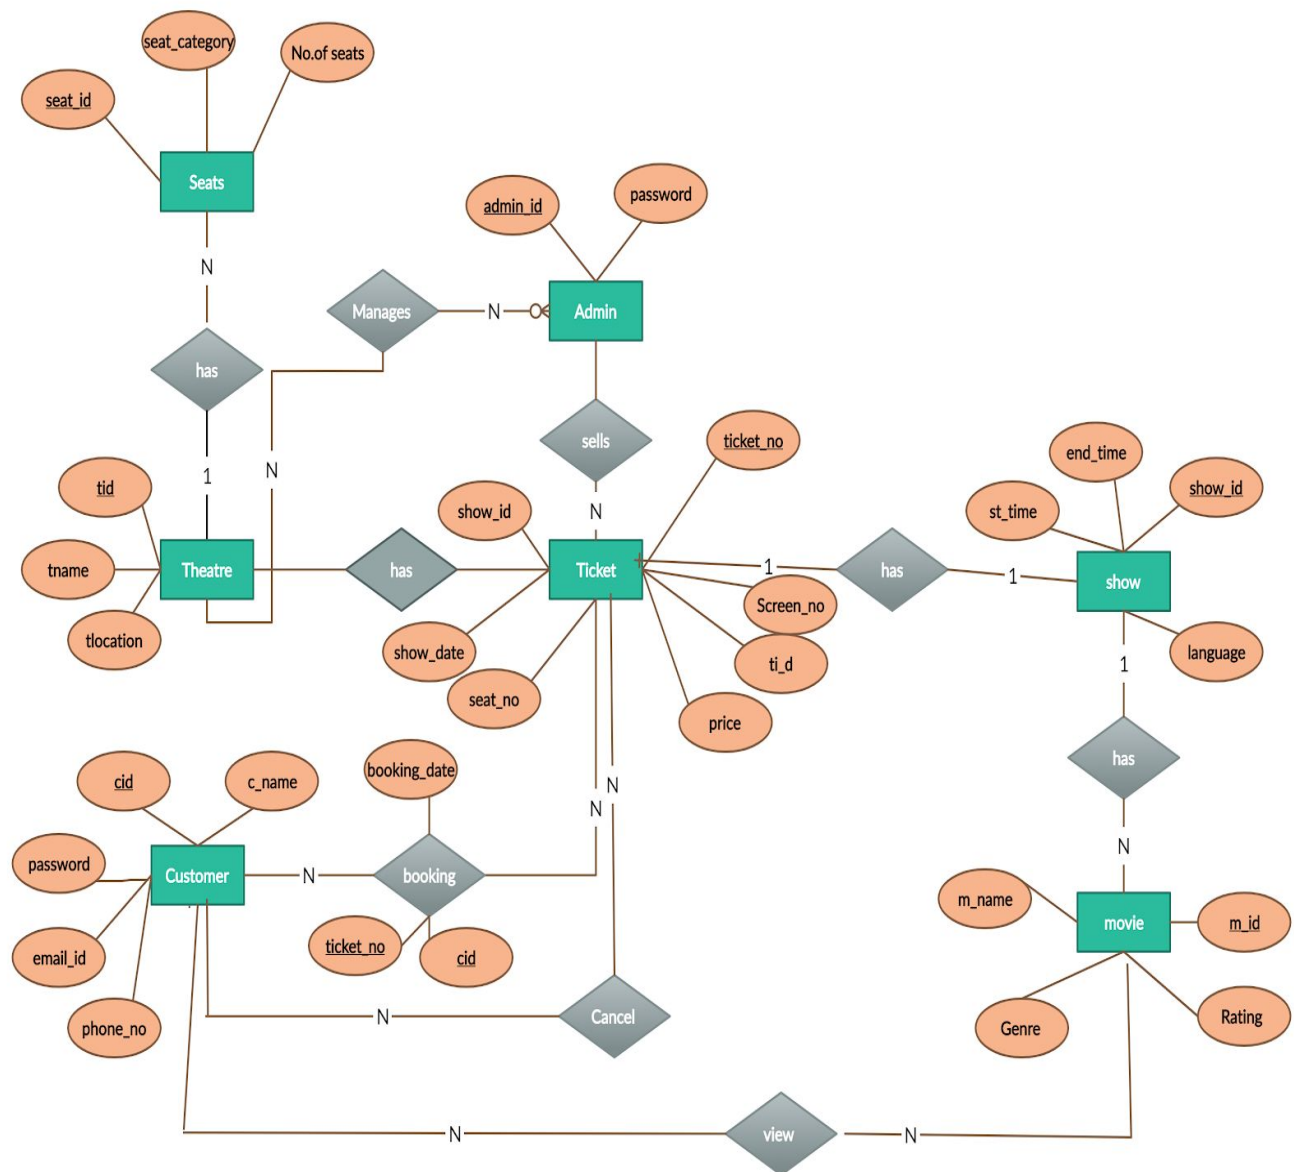 seat_category
No.of seats
seat_id
Seats
N
admin_id
password
Manages
N
Admin
has
sells
ticket_no
N
1
tid
show_id
N
end_time
show_id
st_time
tname
Theatre
has
Ticket
1
has
1
show
Screen_no
tlocation
show_date
seat_no
ti_d
price
language
1
has
N
cid
c_name
booking_date
N
N
password
Customer
N
booking
email_id
ticket_no
cid
phone_no
N
Cancel
m_name
movie
m_id
Genre
Rating
N
view
N